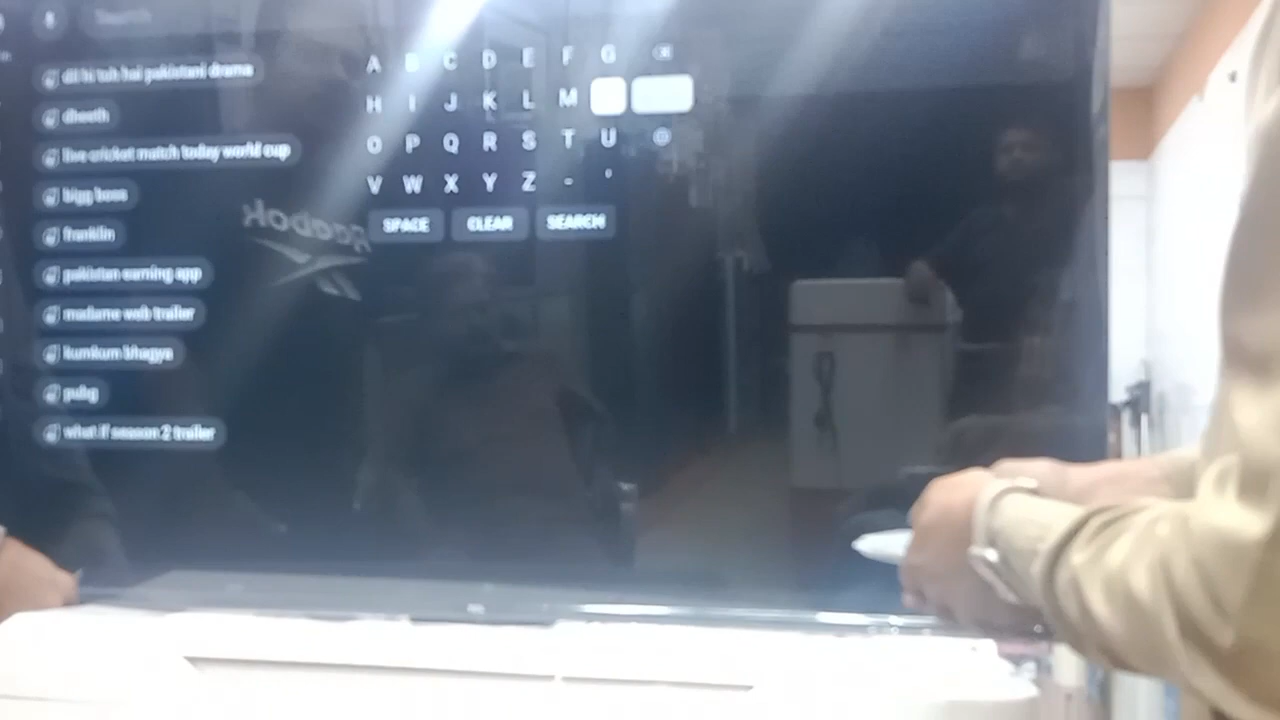 Search
dil hi toh hai pakistani drama
dheeth
live cricket match today world cup
bigg boss
franklin
pakistan earning app
madame web trailer
kumkum bhagya
pubg
what if season 2 trailer
A B C D E F G
H I J K L M
O P Q R S T U
V W X Y Z - '
SPACE CLEAR SEARCH
Reebok